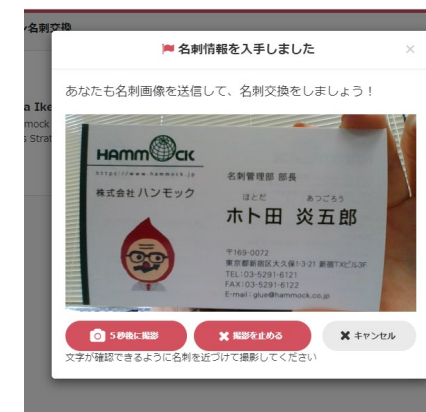 ン名刺交換
名刺情報を入手しました
×
あなたも名刺画像を送信して、名刺交換をしましょう！
a Ike
mock
s Strat
HAMMOCK
https://www.hammock.jp
株式会社 ハンモック
名刺管理部 部長
ほとだ あつごろう
ホト田 炎五郎
〒169-0072
東京都新宿区大久保1-3-21 新宿TXビル3F
TEL:03-5291-6121
FAX:03-5291-6122
E-mail:glue@hammock.co.jp
5秒後に撮影
撮影を止める
キャンセル
文字が確認できるように名刺を近づけて撮影してください